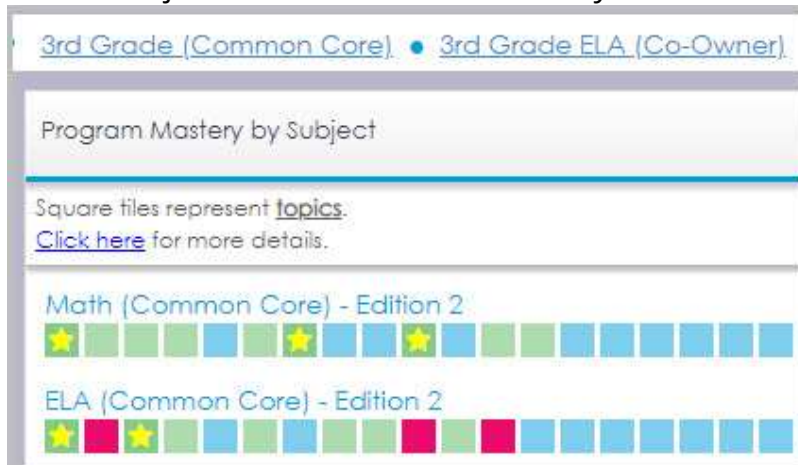 3rd Grade (Common Core) • 3rd Grade ELA (Co-Owner)
Program Mastery by Subject
Square tiles represent topics.
Click here for more details.
Math (Common Core) - Edition 2
ELA (Common Core) - Edition 2